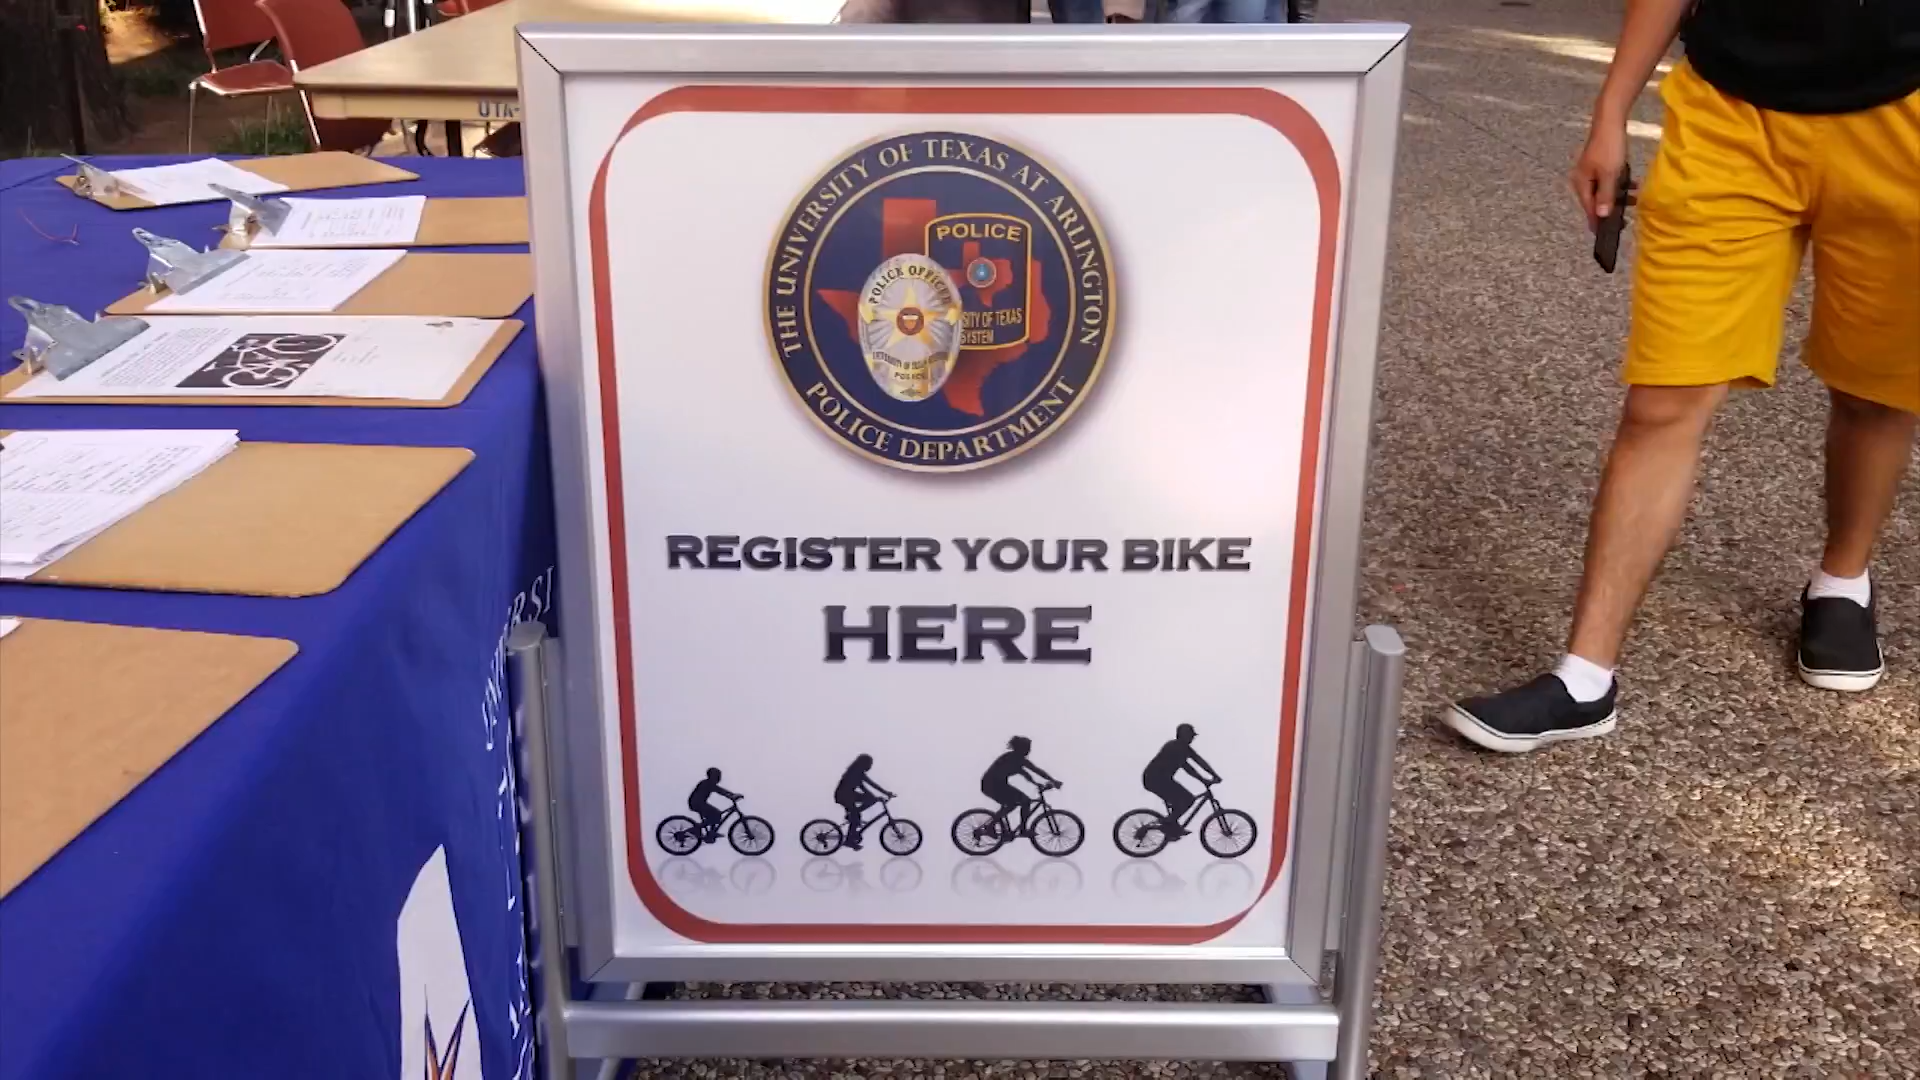 UTA-
THE UNIVERSITY OF TEXAS AT ARLINGTON
POLICE DEPARTMENT
POLICE
SITY OF TEXAS
SYSTEM
POLICE OFFICER
POLICE
REGISTER YOUR BIKE
HERE